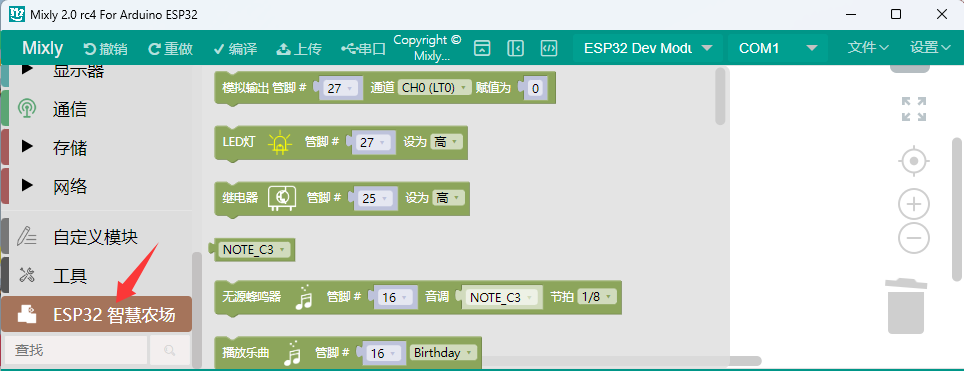 Mixly 2.0 rc4 For Arduino ESP32
Mixly 撤销 重做 编译 上传 串口 Copyright © Mixly... ESP32 Dev Modu COM1 文件 设置
显示器
通信
存储
网络
自定义模块
工具
ESP32 智慧农场
查找
模拟输出 管脚 # 27 通道 CH0 (LT0) 赋值为 0
LED灯 管脚 # 27 设为 高
继电器 管脚 # 25 设为 高
NOTE_C3
无源蜂鸣器 管脚 # 16 音调 NOTE_C3 节拍 1/8
播放乐曲 管脚 # 16 Birthday